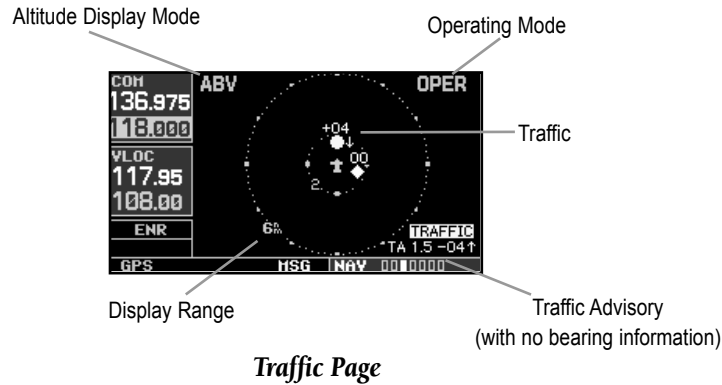 Altitude Display Mode
Operating Mode
COM
136.975
118.000
VLOC
117.95
108.00
ENR
GPS
ABV
OPER
+04
↓
00
2
6 nm
TRAFFIC
TA 1.5 -04↑
MSG
NAV
Traffic
Display Range
Traffic Advisory
(with no bearing information)
Traffic Page